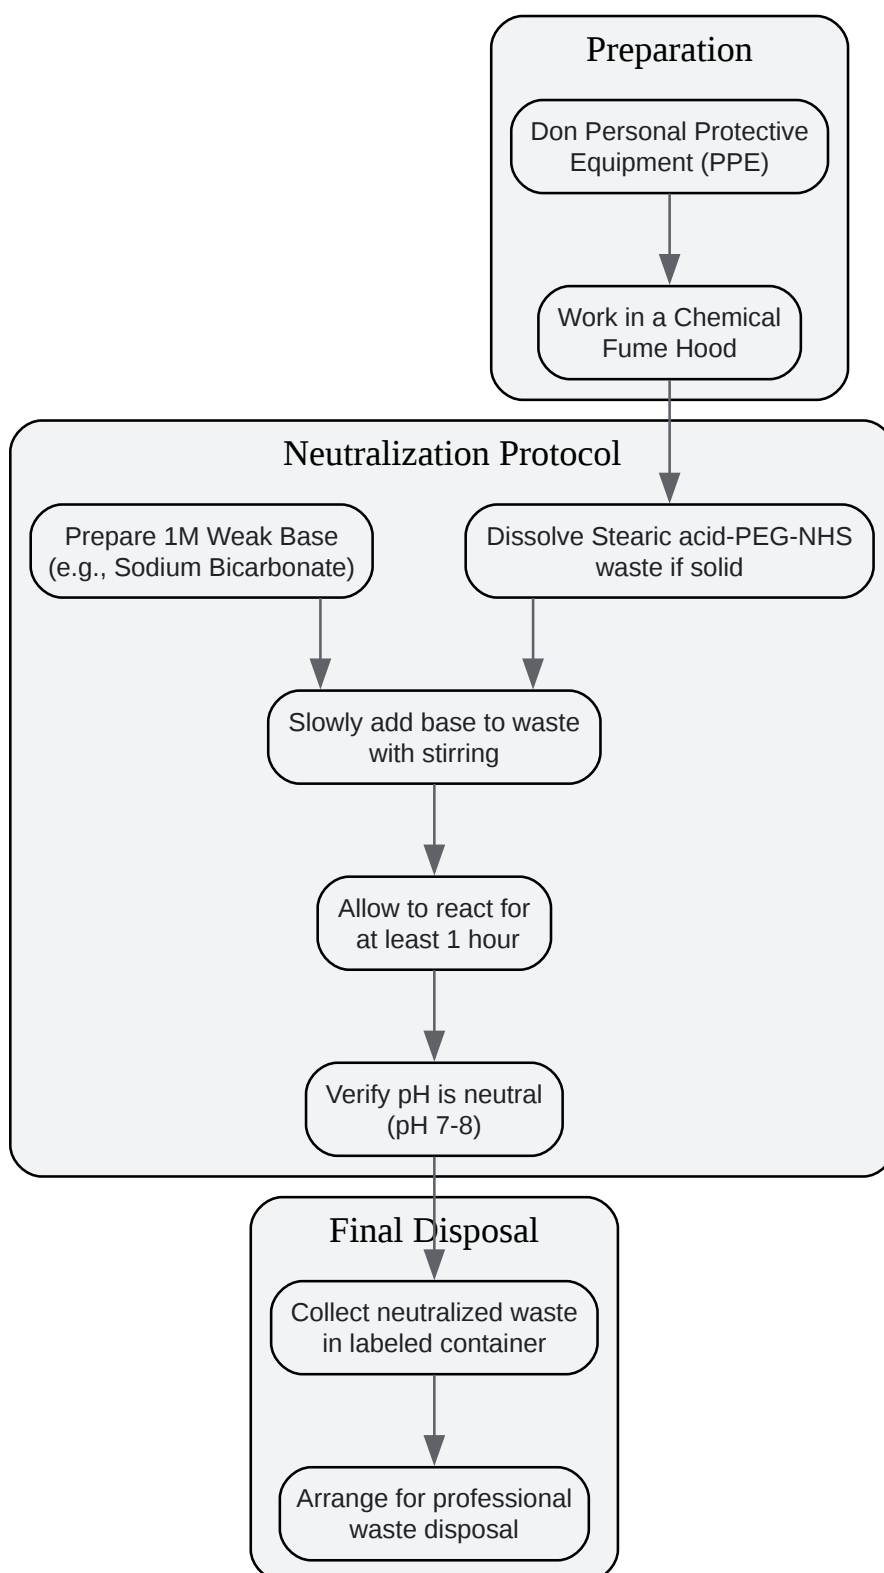 Preparation
Don Personal Protective
Equipment (PPE)
Work in a Chemical
Fume Hood
Neutralization Protocol
Prepare 1M Weak Base
(e.g., Sodium Bicarbonate)
Dissolve Stearic acid-PEG-NHS
waste if solid
Slowly add base to waste
with stirring
Allow to react for
at least 1 hour
Verify pH is neutral
(pH 7-8)
Final Disposal
Collect neutralized waste
in labeled container
Arrange for professional
waste disposal